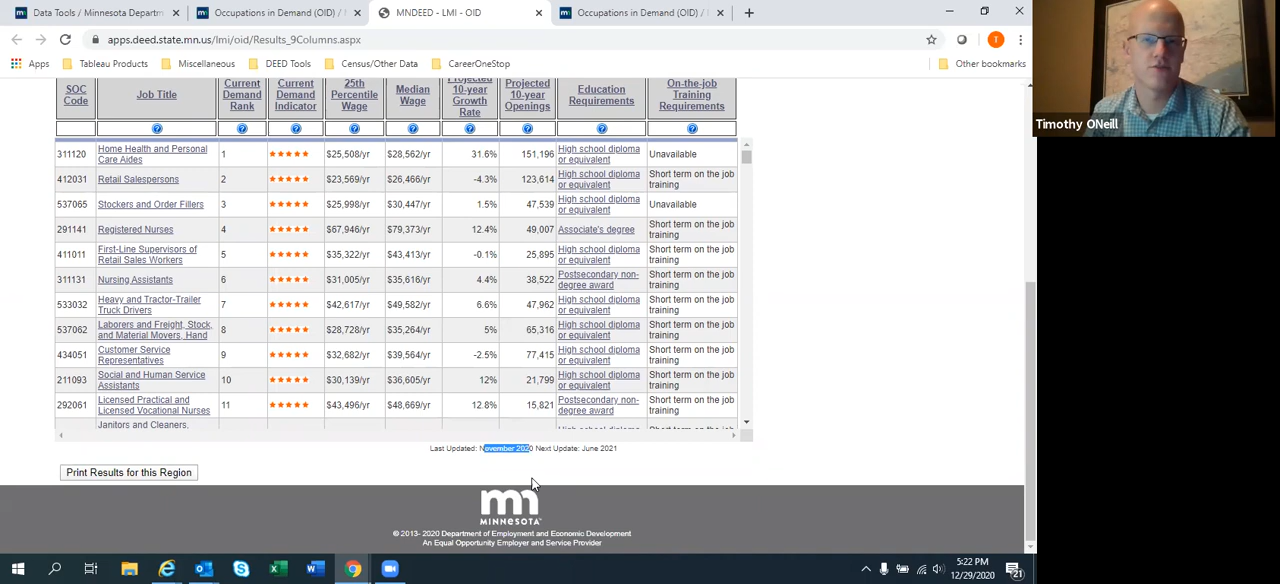 Data Tools / Minnesota Departm
Occupations in Demand (OID) / M
MNDEED - LMI - OID
Occupations in Demand (OID) /
apps.deed.state.mn.us/lmi/oid/Results_9Columns.aspx
T
Apps Tableau Products Miscellaneous DEED Tools Census/Other Data CareerOneStop Other bookmarks
Timothy ONeill
SOC Code Job Title Current Demand Rank Current Demand Indicator 25th Percentile Wage Median Wage Projected 10-year Growth Rate Projected 10-year Openings Education Requirements On-the-job Training Requirements
311120 Home Health and Personal Care Aides 1 ★★★★★ $25,508/yr $28,562/yr 31.6% 151,196 High school diploma or equivalent Unavailable
412031 Retail Salespersons 2 ★★★★★ $23,569/yr $26,466/yr -4.3% 123,614 High school diploma or equivalent Short term on the job training
537065 Stockers and Order Fillers 3 ★★★★★ $25,998/yr $30,447/yr 1.5% 47,539 High school diploma or equivalent Unavailable
291141 Registered Nurses 4 ★★★★★ $67,946/yr $79,373/yr 12.4% 49,007 Associate's degree Short term on the job training
411011 First-Line Supervisors of Retail Sales Workers 5 ★★★★★ $35,322/yr $43,413/yr -0.1% 25,895 High school diploma or equivalent Short term on the job training
311131 Nursing Assistants 6 ★★★★★ $31,005/yr $35,616/yr 4.4% 38,522 Postsecondary non-degree award Short term on the job training
533032 Heavy and Tractor-Trailer Truck Drivers 7 ★★★★★ $42,617/yr $49,582/yr 6.6% 47,962 High school diploma or equivalent Short term on the job training
537062 Laborers and Freight, Stock, and Material Movers, Hand 8 ★★★★★ $28,728/yr $35,264/yr 5% 65,316 High school diploma or equivalent Short term on the job training
434051 Customer Service Representatives 9 ★★★★★ $32,682/yr $39,564/yr -2.5% 77,415 High school diploma or equivalent Short term on the job training
211093 Social and Human Service Assistants 10 ★★★★★ $30,139/yr $36,605/yr 12% 21,799 High school diploma or equivalent Short term on the job training
292061 Licensed Practical and Licensed Vocational Nurses 11 ★★★★★ $43,496/yr $48,669/yr 12.8% 15,821 Postsecondary non-degree award Short term on the job training
Janitors and Cleaners,
Last Updated: November 2020 Next Update: June 2021
Print Results for this Region
mn
MINNESOTA
© 2013- 2020 Department of Employment and Economic Development
An Equal Opportunity Employer and Service Provider
5:22 PM
12/29/2020
21